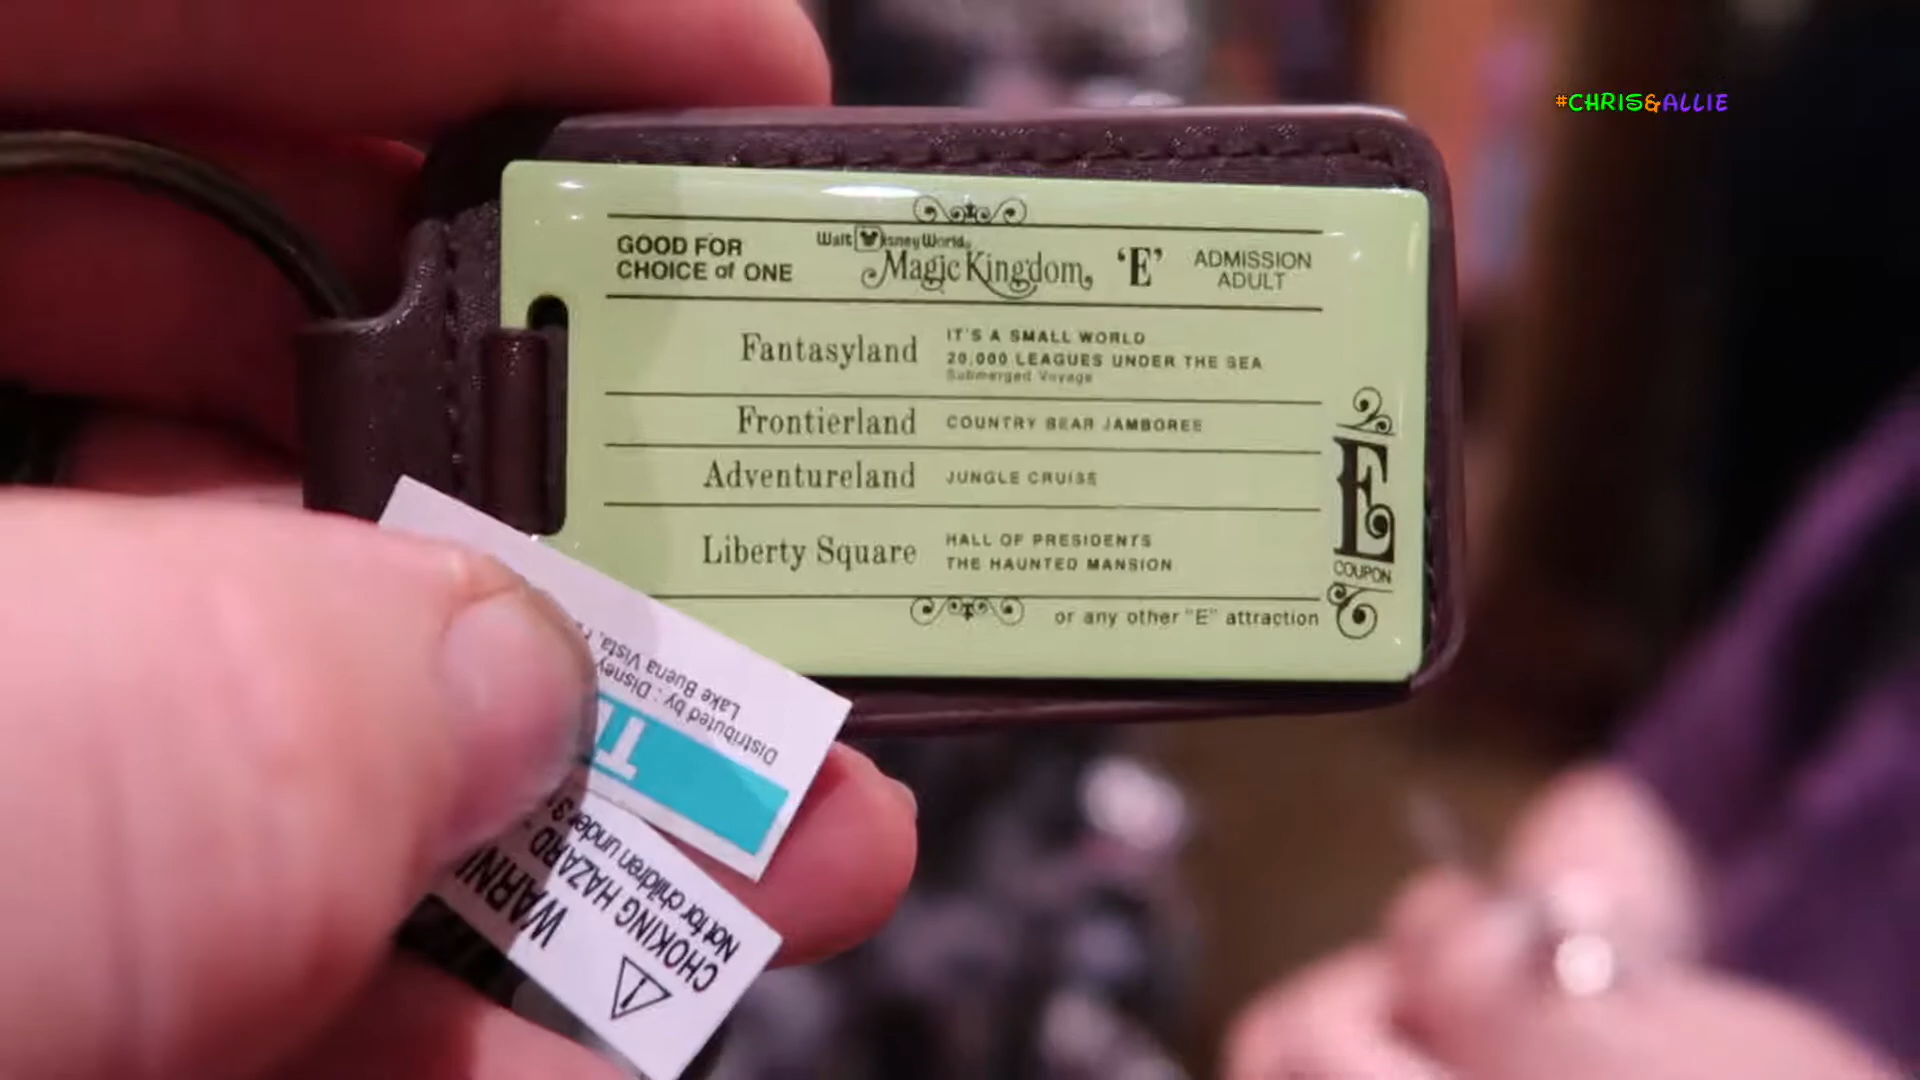 #CHRIS&ALLIE
GOOD FOR
CHOICE of ONE
Walt Disney World
Magic Kingdom
'E'
ADMISSION
ADULT
Fantasyland
IT'S A SMALL WORLD
20,000 LEAGUES UNDER THE SEA
Submerged Voyage
Frontierland
COUNTRY BEAR JAMBOREE
Adventureland
JUNGLE CRUISE
Liberty Square
HALL OF PRESIDENTS
THE HAUNTED MANSION
or any other "E" attraction
E
COUPON
Distributed by: Disney
Lake Buena Vista,
CHOKING HAZARD -
Not for children under 3